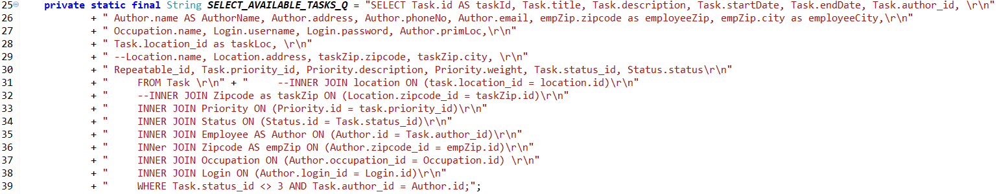 25 private static final String SELECT_AVAILABLE_TASKS_Q = "SELECT Task.id AS taskId, Task.title, Task.description, Task.startDate, Task.endDate, Task.author_id, \r\n"
26 + " Author.name AS AuthorName, Author.address, Author.phoneNo, Author.email, empZip.zipcode as employeeZip, empZip.city as employeeCity,\r\n"
27 + " Occupation.name, Login.username, Login.password, Author.primLoc,\r\n"
28 + " Task.location_id as taskLoc, \r\n"
29 + " --Location.name, Location.address, taskZip.zipcode, taskZip.city, \r\n"
30 + " Repeatable_id, Task.priority_id, Priority.description, Priority.weight, Task.status_id, Status.status\r\n"
31 + "     FROM Task \r\n" + "     --INNER JOIN location ON (task.location_id = location.id)\r\n"
32 + "     --INNER JOIN Zipcode as taskZip ON (Location.zipcode_id = taskZip.id)\r\n"
33 + "     INNER JOIN Priority ON (Priority.id = task.priority_id)\r\n"
34 + "     INNER JOIN Status ON (Status.id = Task.status_id)\r\n"
35 + "     INNER JOIN Employee AS Author ON (Author.id = Task.author_id)\r\n"
36 + "     INNer JOIN Zipcode AS empZip ON (Author.zipcode_id = empZip.id)\r\n"
37 + "     INNER JOIN Occupation ON (Author.occupation_id = Occupation.id) \r\n"
38 + "     INNER JOIN Login ON (Author.login_id = Login.id)\r\n"
39 + "     WHERE Task.status_id <> 3 AND Task.author_id = Author.id;";